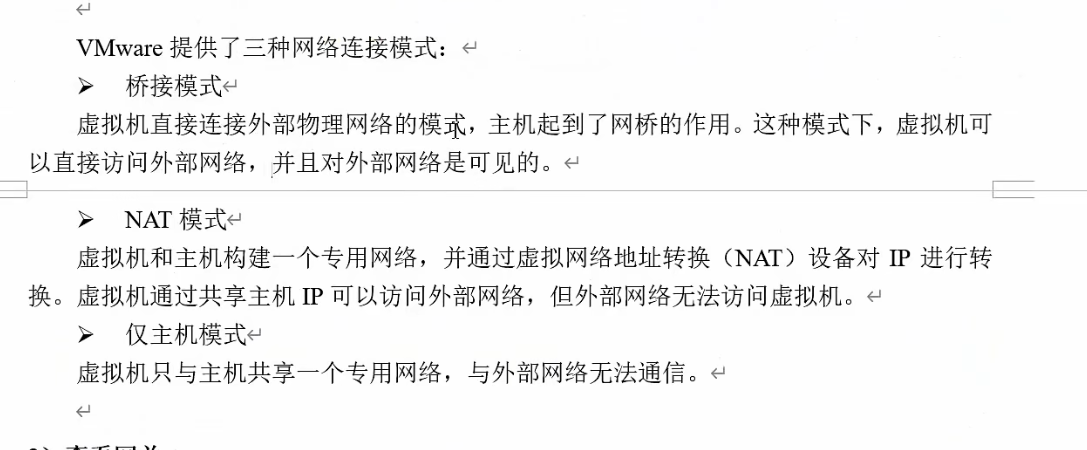 VMware 提供了三种网络连接模式：
➢ 桥接模式
虚拟机直接连接外部物理网络的模式，主机起到了网桥的作用。这种模式下，虚拟机可
以直接访问外部网络，并且对外部网络是可见的。
➢ NAT 模式
虚拟机和主机构建一个专用网络，并通过虚拟网络地址转换（NAT）设备对 IP 进行转
换。虚拟机通过共享主机 IP 可以访问外部网络，但外部网络无法访问虚拟机。
➢ 仅主机模式
虚拟机只与主机共享一个专用网络，与外部网络无法通信。